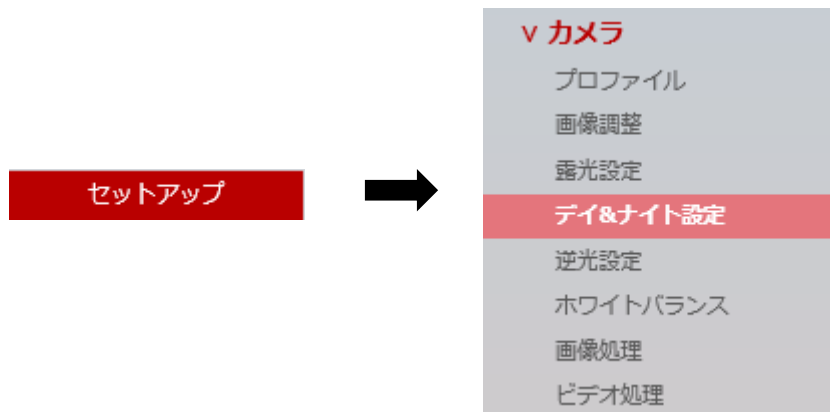 セットアップ
∨ カメラ
プロファイル
画像調整
露光設定
デイ&ナイト設定
逆光設定
ホワイトバランス
画像処理
ビデオ処理